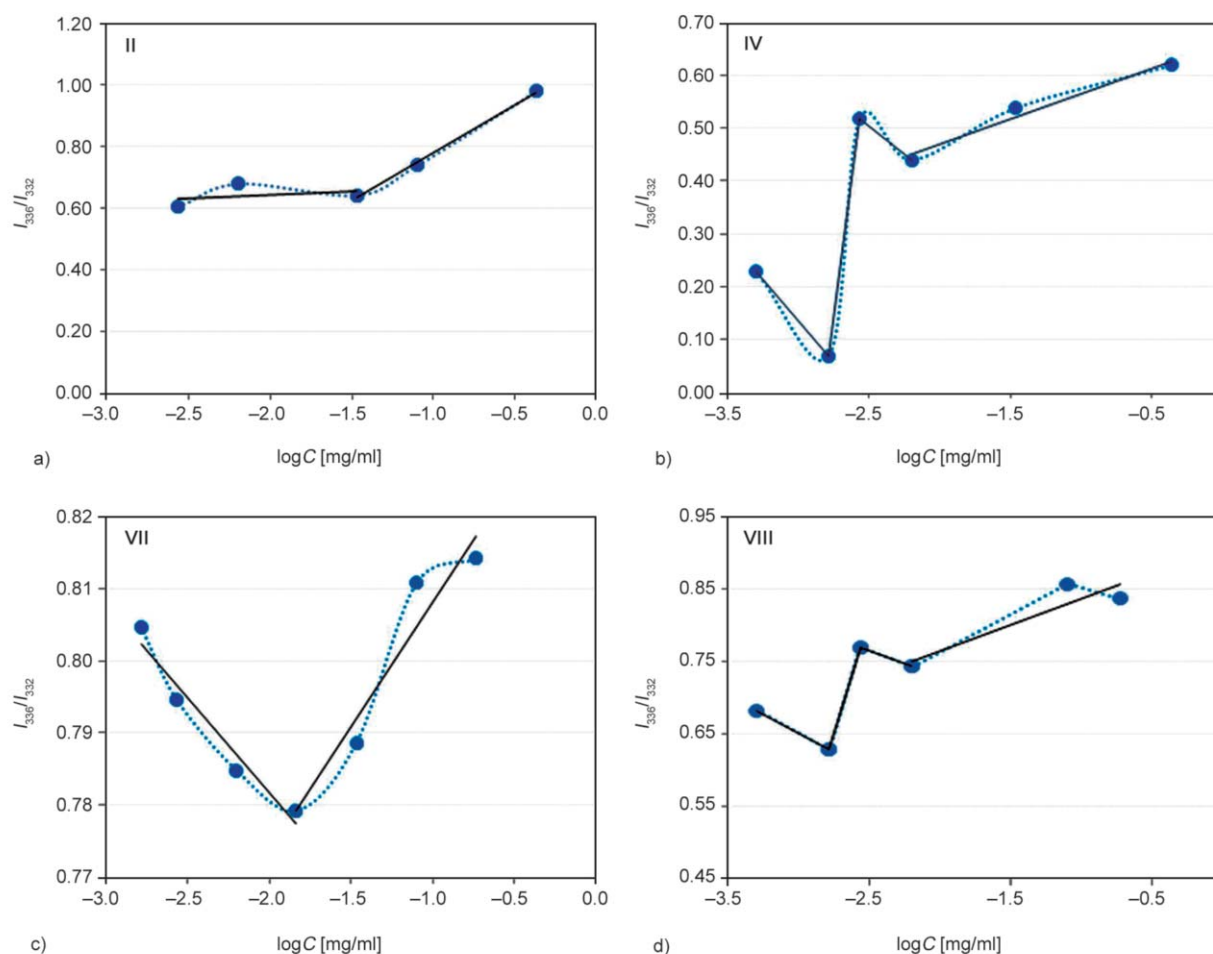 1.20
1.00
0.80
0.60
0.40
0.20
0.00
II
I336/I332
–3.0 –2.5 –2.0 –1.5 –1.0 –0.5 0.0
a) logC [mg/ml]
0.70
0.60
0.50
0.40
0.30
0.20
0.10
0.00
IV
I336/I332
–3.5 –2.5 –1.5 –0.5
b) logC [mg/ml]
0.82
0.81
0.80
0.79
0.78
0.77
VII
I336/I332
–3.0 –2.5 –2.0 –1.5 –1.0 –0.5 0.0
c) logC [mg/ml]
0.95
0.85
0.75
0.65
0.55
0.45
VIII
I336/I332
–3.5 –2.5 –1.5 –0.5
d) logC [mg/ml]